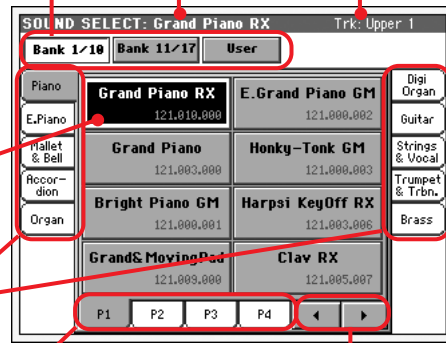 SOUND SELECT: Grand Piano RX Trk: Upper 1
Bank 1/10 Bank 11/17 User
Piano
E.Piano
Mallet
& Bell
Accor-
dion
Organ
Grand Piano RX
121.010.000
E.Grand Piano GM
121.000.002
Grand Piano
121.003.000
Honky-Tonk GM
121.000.003
Bright Piano GM
121.000.001
Harpsi KeyOff RX
121.003.006
Grand&MovingPad
121.009.000
Clav RX
121.005.007
Digi
Organ
Guitar
Strings
& Vocal
Trumpet
& Trbn.
Brass
P1 P2 P3 P4